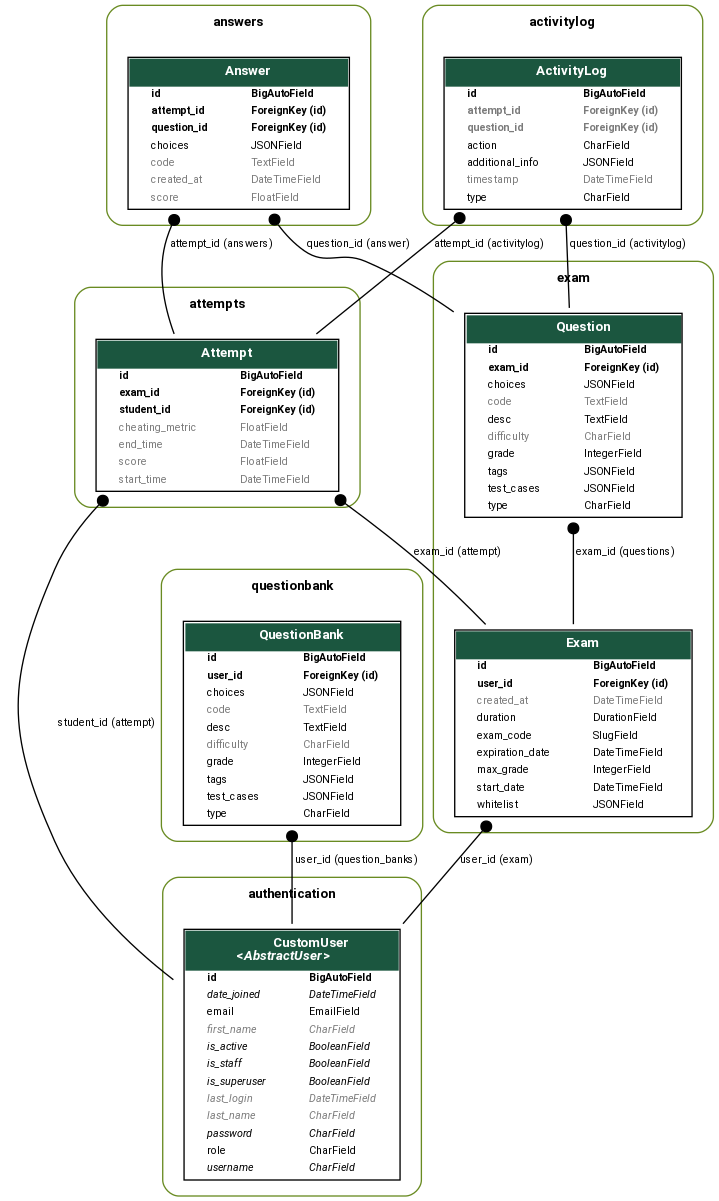 answers
Answer
id BigAutoField
attempt_id ForeignKey (id)
question_id ForeignKey (id)
choices JSONField
code TextField
created_at DateTimeField
score FloatField
activitylog
ActivityLog
id BigAutoField
attempt_id ForeignKey (id)
question_id ForeignKey (id)
action CharField
additional_info JSONField
timestamp DateTimeField
type CharField
attempt_id (answers)
question_id (answer)
attempt_id (activitylog)
question_id (activitylog)
attempts
Attempt
id BigAutoField
exam_id ForeignKey (id)
student_id ForeignKey (id)
cheating_metric FloatField
end_time DateTimeField
score FloatField
start_time DateTimeField
exam
Question
id BigAutoField
exam_id ForeignKey (id)
choices JSONField
code TextField
desc TextField
difficulty CharField
grade IntegerField
tags JSONField
test_cases JSONField
type CharField
exam_id (attempt)
exam_id (questions)
questionbank
QuestionBank
id BigAutoField
user_id ForeignKey (id)
choices JSONField
code TextField
desc TextField
difficulty CharField
grade IntegerField
tags JSONField
test_cases JSONField
type CharField
Exam
id BigAutoField
user_id ForeignKey (id)
created_at DateTimeField
duration DurationField
exam_code SlugField
expiration_date DateTimeField
max_grade IntegerField
start_date DateTimeField
whitelist JSONField
student_id (attempt)
user_id (question_banks)
user_id (exam)
authentication
CustomUser
<AbstractUser>
id BigAutoField
date_joined DateTimeField
email EmailField
first_name CharField
is_active BooleanField
is_staff BooleanField
is_superuser BooleanField
last_login DateTimeField
last_name CharField
password CharField
role CharField
username CharField